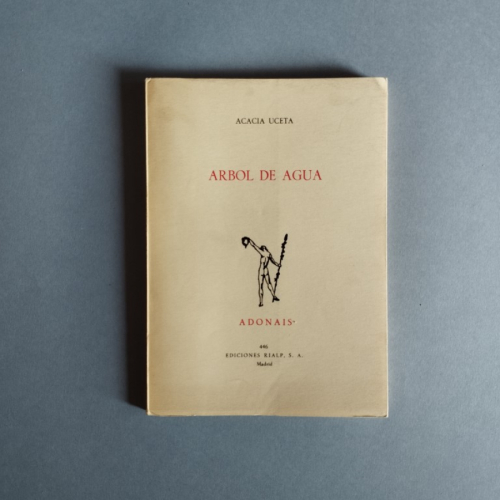 ACACIA UCETA
ARBOL DE AGUA
ADONAIS
EDICIONES RIALP, S. A.
Madrid